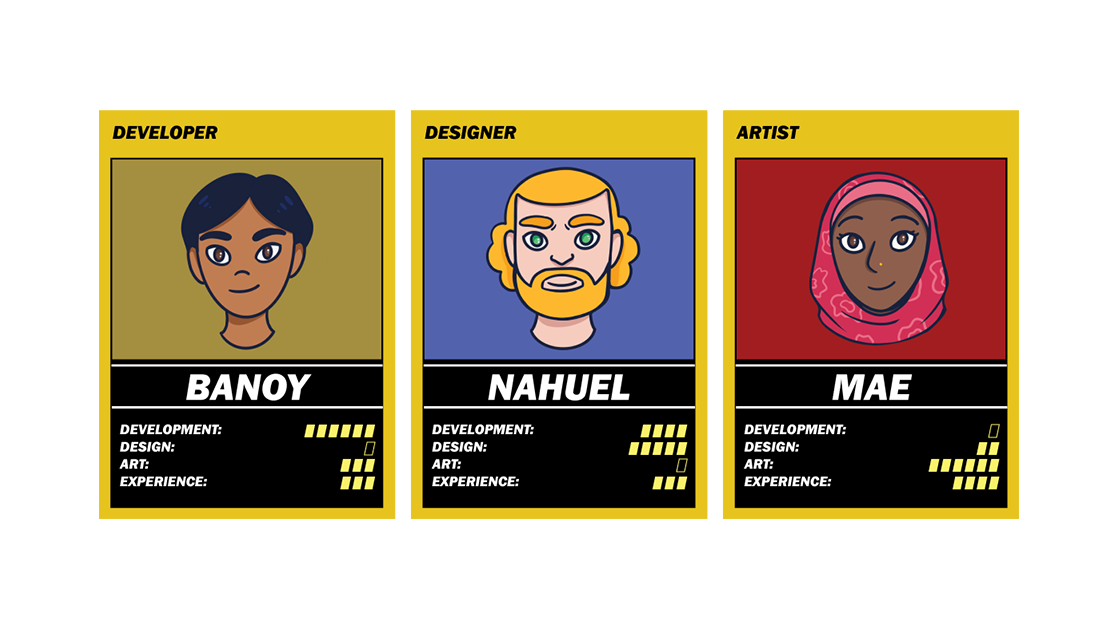 DEVELOPER
BANOY
DEVELOPMENT:
DESIGN:
ART:
EXPERIENCE:
DESIGNER
NAHUEL
DEVELOPMENT:
DESIGN:
ART:
EXPERIENCE:
ARTIST
MAE
DEVELOPMENT:
DESIGN:
ART:
EXPERIENCE: